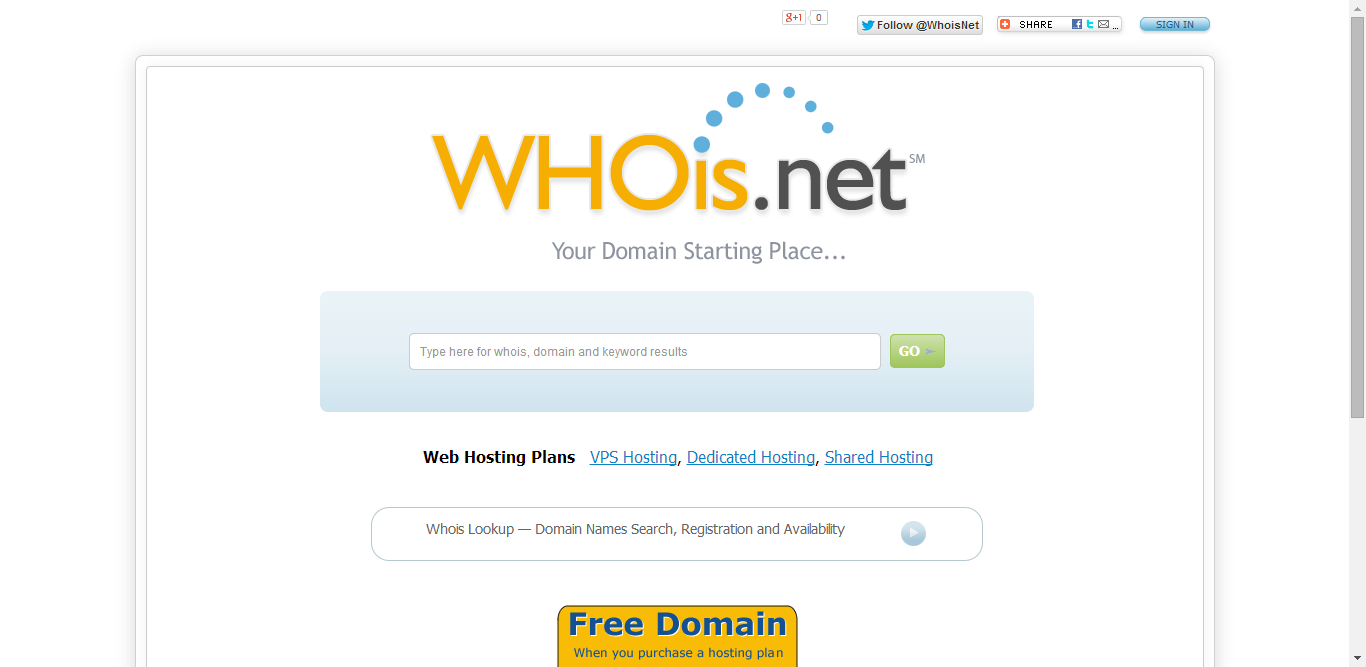 g+1 0
Follow @WhoisNet
SHARE ...
SIGN IN
WHOis.net SM
Your Domain Starting Place...
Type here for whois, domain and keyword results
GO
Web Hosting Plans VPS Hosting, Dedicated Hosting, Shared Hosting
Whois Lookup — Domain Names Search, Registration and Availability
Free Domain
When you purchase a hosting plan